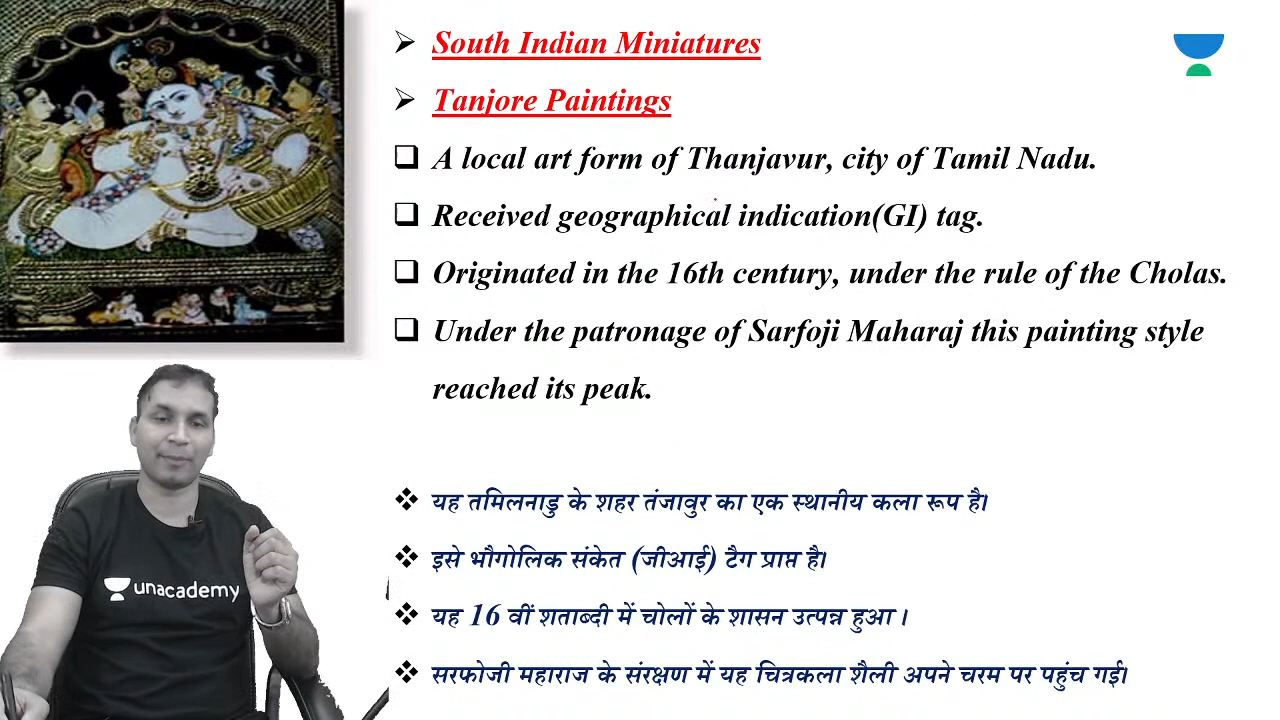 South Indian Miniatures
Tanjore Paintings
A local art form of Thanjavur, city of Tamil Nadu.
Received geographical indication(GI) tag.
Originated in the 16th century, under the rule of the Cholas.
Under the patronage of Sarfoji Maharaj this painting style
reached its peak.
यह तमिलनाडु के शहर तंजावुर का एक स्थानीय कला रूप है।
इसे भौगोलिक संकेत (जीआई) टैग प्राप्त है।
यह 16 वीं शताब्दी में चोलों के शासन उत्पन्न हुआ ।
सरफोजी महाराज के संरक्षण में यह चित्रकला शैली अपने चरम पर पहुंच गई।
unacademy